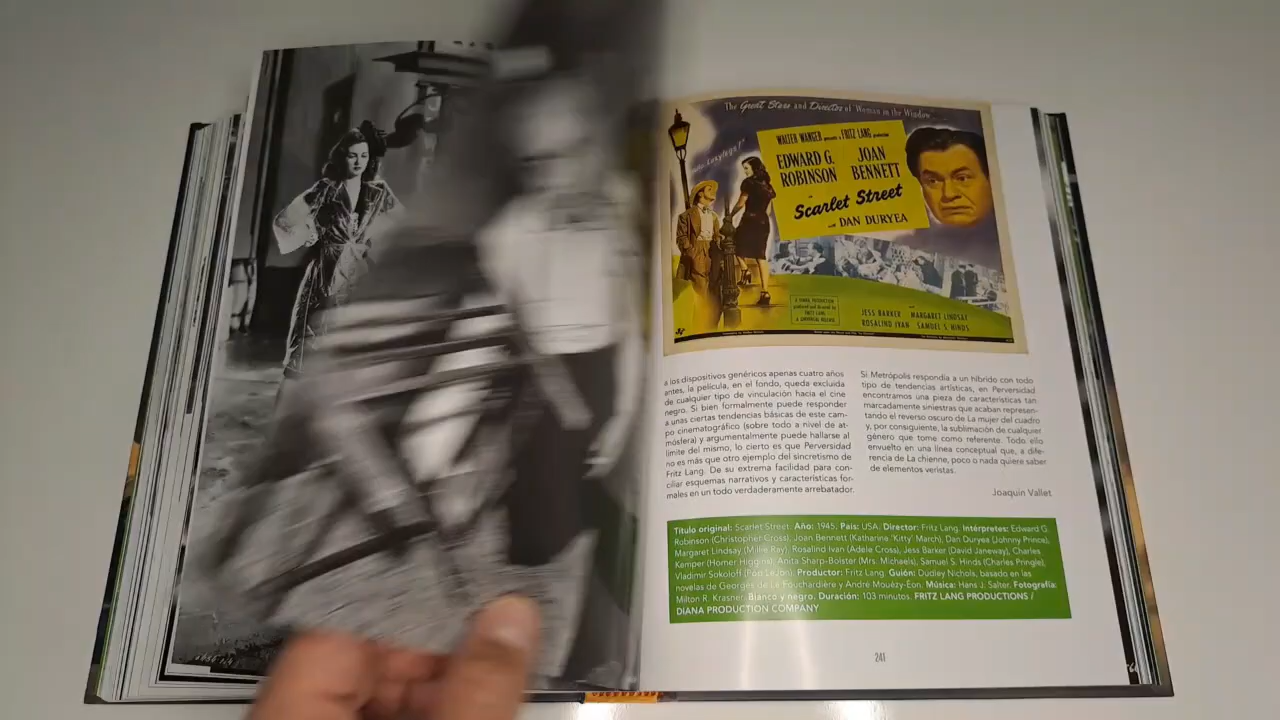 The Great Stars and Director of "Woman in the Window"...
WALTER WANGER presents a FRITZ LANG production
EDWARD G. ROBINSON
JOAN BENNETT
in
Scarlet Street
with DAN DURYEA
A DIANA PRODUCTION
produced and directed by
FRITZ LANG
A UNIVERSAL RELEASE
with
JESS BARKER MARGARET LINDSAY
ROSALIND IVAN SAMUEL S. HINDS
a los dispositivos genéricos apenas cuatro años
antes, la película, en el fondo, queda excluida
de cualquier tipo de vinculación hacia el cine
negro. Si bien formalmente puede responder
a unas ciertas tendencias básicas de este cam-
po cinematográfico (sobre todo a nivel de at-
mósfera) y argumentalmente puede hallarse al
límite del mismo, lo cierto es que Perversidad
no es más que otro ejemplo del sincretismo de
Fritz Lang. De su extrema facilidad para con-
ciliar esquemas narrativos y características for-
males en un todo verdaderamente arrebatador.
Si Metrópolis respondía a un híbrido con todo
tipo de tendencias artísticas, en Perversidad
encontramos una pieza de características tan
marcadamente siniestras que acaban represen-
tando el reverso oscuro de La mujer del cuadro
y, por consiguiente, la sublimación de cualquier
género que tome como referente. Todo ello
envuelto en una línea conceptual que, a dife-
rencia de La chienne, poco o nada quiere saber
de elementos veristas.
Joaquín Vallet
Título original: Scarlet Street. Año: 1945. País: USA. Director: Fritz Lang. Intérpretes: Edward G.
Robinson (Christopher Cross), Joan Bennett (Katharine 'Kitty' March), Dan Duryea (Johnny Prince),
Margaret Lindsay (Millie Ray), Rosalind Ivan (Adele Cross), Jess Barker (David Janeway), Charles
Kemper (Homer Higgins), Anita Sharp-Bolster (Mrs. Michaels), Samuel S. Hinds (Charles Pringle),
Vladimir Sokoloff (Pop LeJon). Productor: Fritz Lang. Guión: Dudley Nichols, basado en las
novelas de Georges de La Fouchardière y André Mouézy-Éon. Música: Hans J. Salter. Fotografía:
Milton R. Krasner. Blanco y negro. Duración: 103 minutos. FRITZ LANG PRODUCTIONS /
DIANA PRODUCTION COMPANY
241